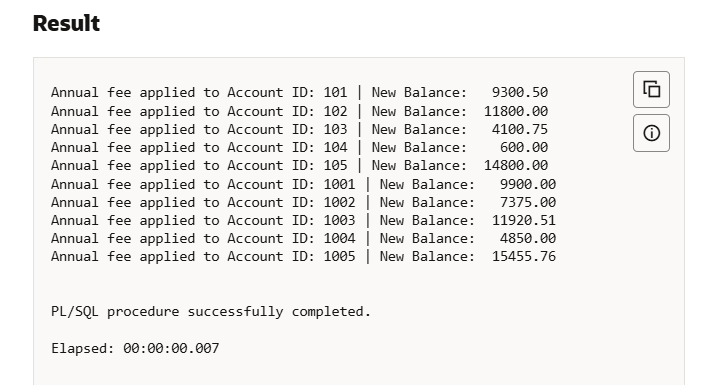 Result
Annual fee applied to Account ID: 101 | New Balance:   9300.50
Annual fee applied to Account ID: 102 | New Balance:  11800.00
Annual fee applied to Account ID: 103 | New Balance:   4100.75
Annual fee applied to Account ID: 104 | New Balance:    600.00
Annual fee applied to Account ID: 105 | New Balance:  14800.00
Annual fee applied to Account ID: 1001 | New Balance:   9900.00
Annual fee applied to Account ID: 1002 | New Balance:   7375.00
Annual fee applied to Account ID: 1003 | New Balance:  11920.51
Annual fee applied to Account ID: 1004 | New Balance:   4850.00
Annual fee applied to Account ID: 1005 | New Balance:  15455.76
PL/SQL procedure successfully completed.
Elapsed: 00:00:00.007